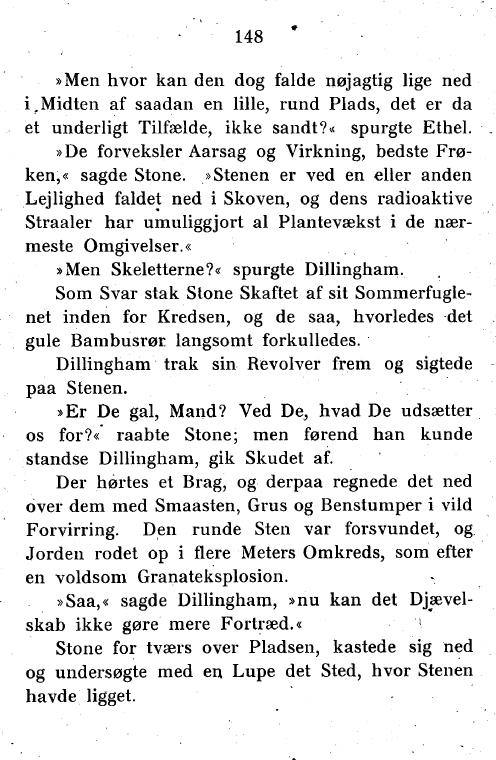 148
»Men hvor kan den dog falde nøjagtig lige ned
i Midten af saadan en lille, rund Plads, det er da
et underligt Tilfælde, ikke sandt?« spurgte Ethel.
»De forveksler Aarsag og Virkning, bedste Frø-
ken,« sagde Stone. »Stenen er ved en eller anden
Lejlighed faldet ned i Skoven, og dens radioaktive
Straaler har umuliggjort al Plantevækst i de nær-
meste Omgivelser.«
»Men Skeletterne?« spurgte Dillingham.
Som Svar stak Stone Skaftet af sit Sommerfugle-
net inden for Kredsen, og de saa, hvorledes det
gule Bambusrør langsomt forkulledes.
Dillingham trak sin Revolver frem og sigtede
paa Stenen.
»Er De gal, Mand? Ved De, hvad De udsætter
os for?« raabte Stone; men førend han kunde
standse Dillingham, gik Skudet af.
Der hørtes et Brag, og derpaa regnede det ned
over dem med Smaasten, Grus og Benstumper i vild
Forvirring. Den runde Sten var forsvundet, og
Jorden rodet op i flere Meters Omkreds, som efter
en voldsom Granateksplosion.
»Saa,« sagde Dillingham, »nu kan det Djævel-
skab ikke gøre mere Fortræd.«
Stone for tværs over Pladsen, kastede sig ned
og undersøgte med en Lupe det Sted, hvor Stenen
havde ligget.